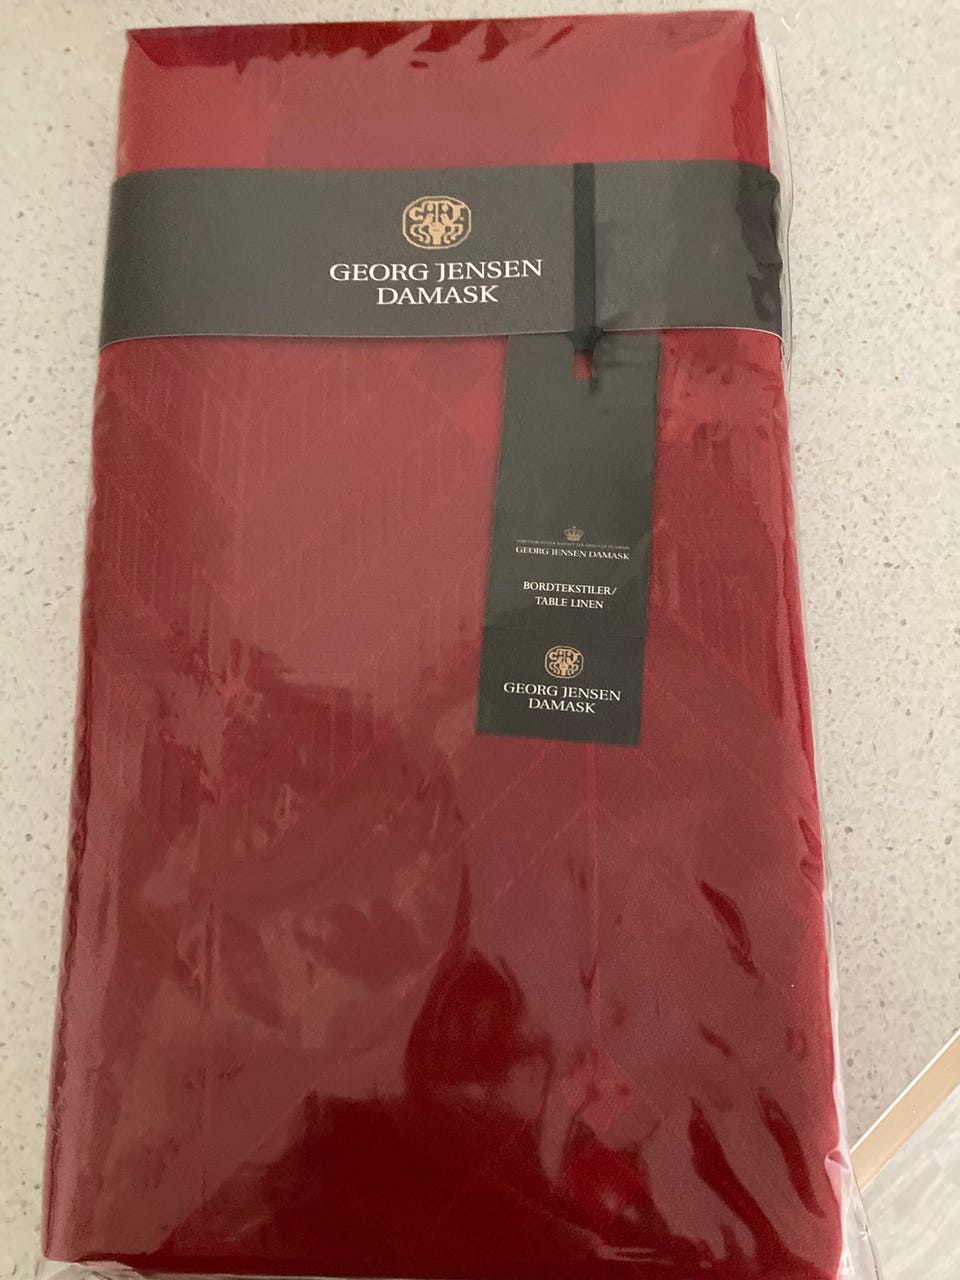 GEORG JENSEN
DAMASK
GEORG JENSEN DAMASK
BORDTEKSTILER/
TABLE LINEN
GEORG JENSEN
DAMASK